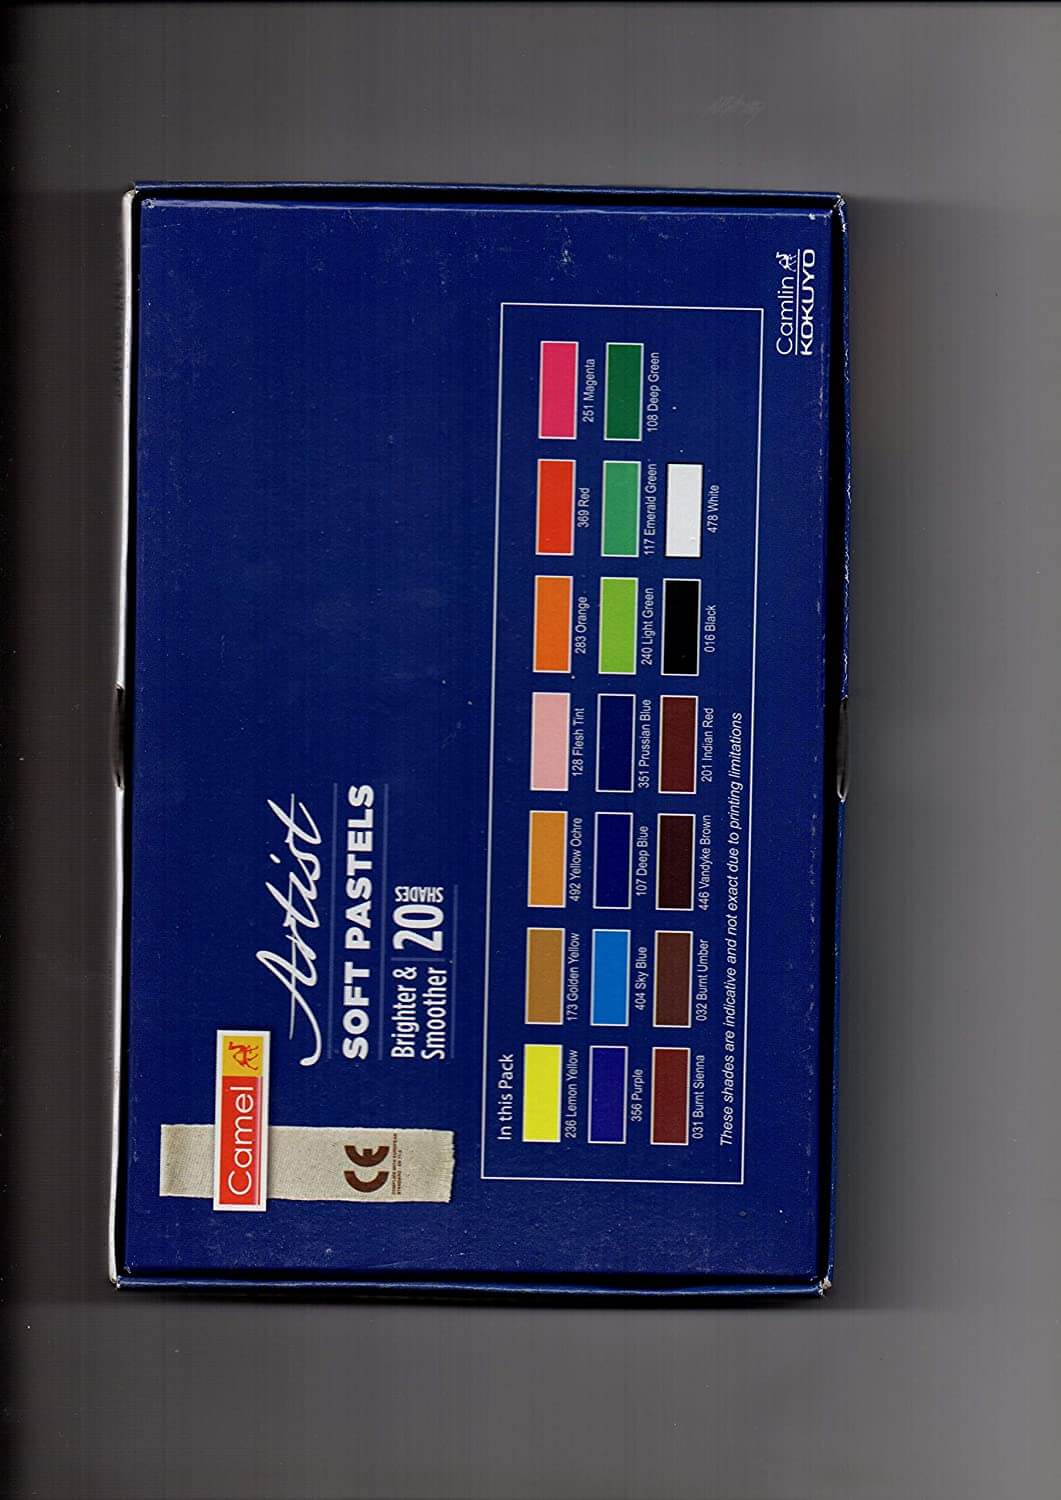 Camel
CE
Artist
SOFT PASTELS
Brighter &
Smoother
20
SHADES
In this Pack
236 Lemon Yellow
173 Golden Yellow
492 Yellow Ochre
128 Flesh Tint
283 Orange
369 Red
251 Magenta
356 Purple
404 Sky Blue
107 Deep Blue
351 Prussian Blue
240 Light Green
117 Emerald Green
108 Deep Green
031 Burnt Sienna
032 Burnt Umber
446 Vandyke Brown
201 Indian Red
016 Black
478 White
These shades are indicative and not exact due to printing limitations
Camlin
KOKUYO